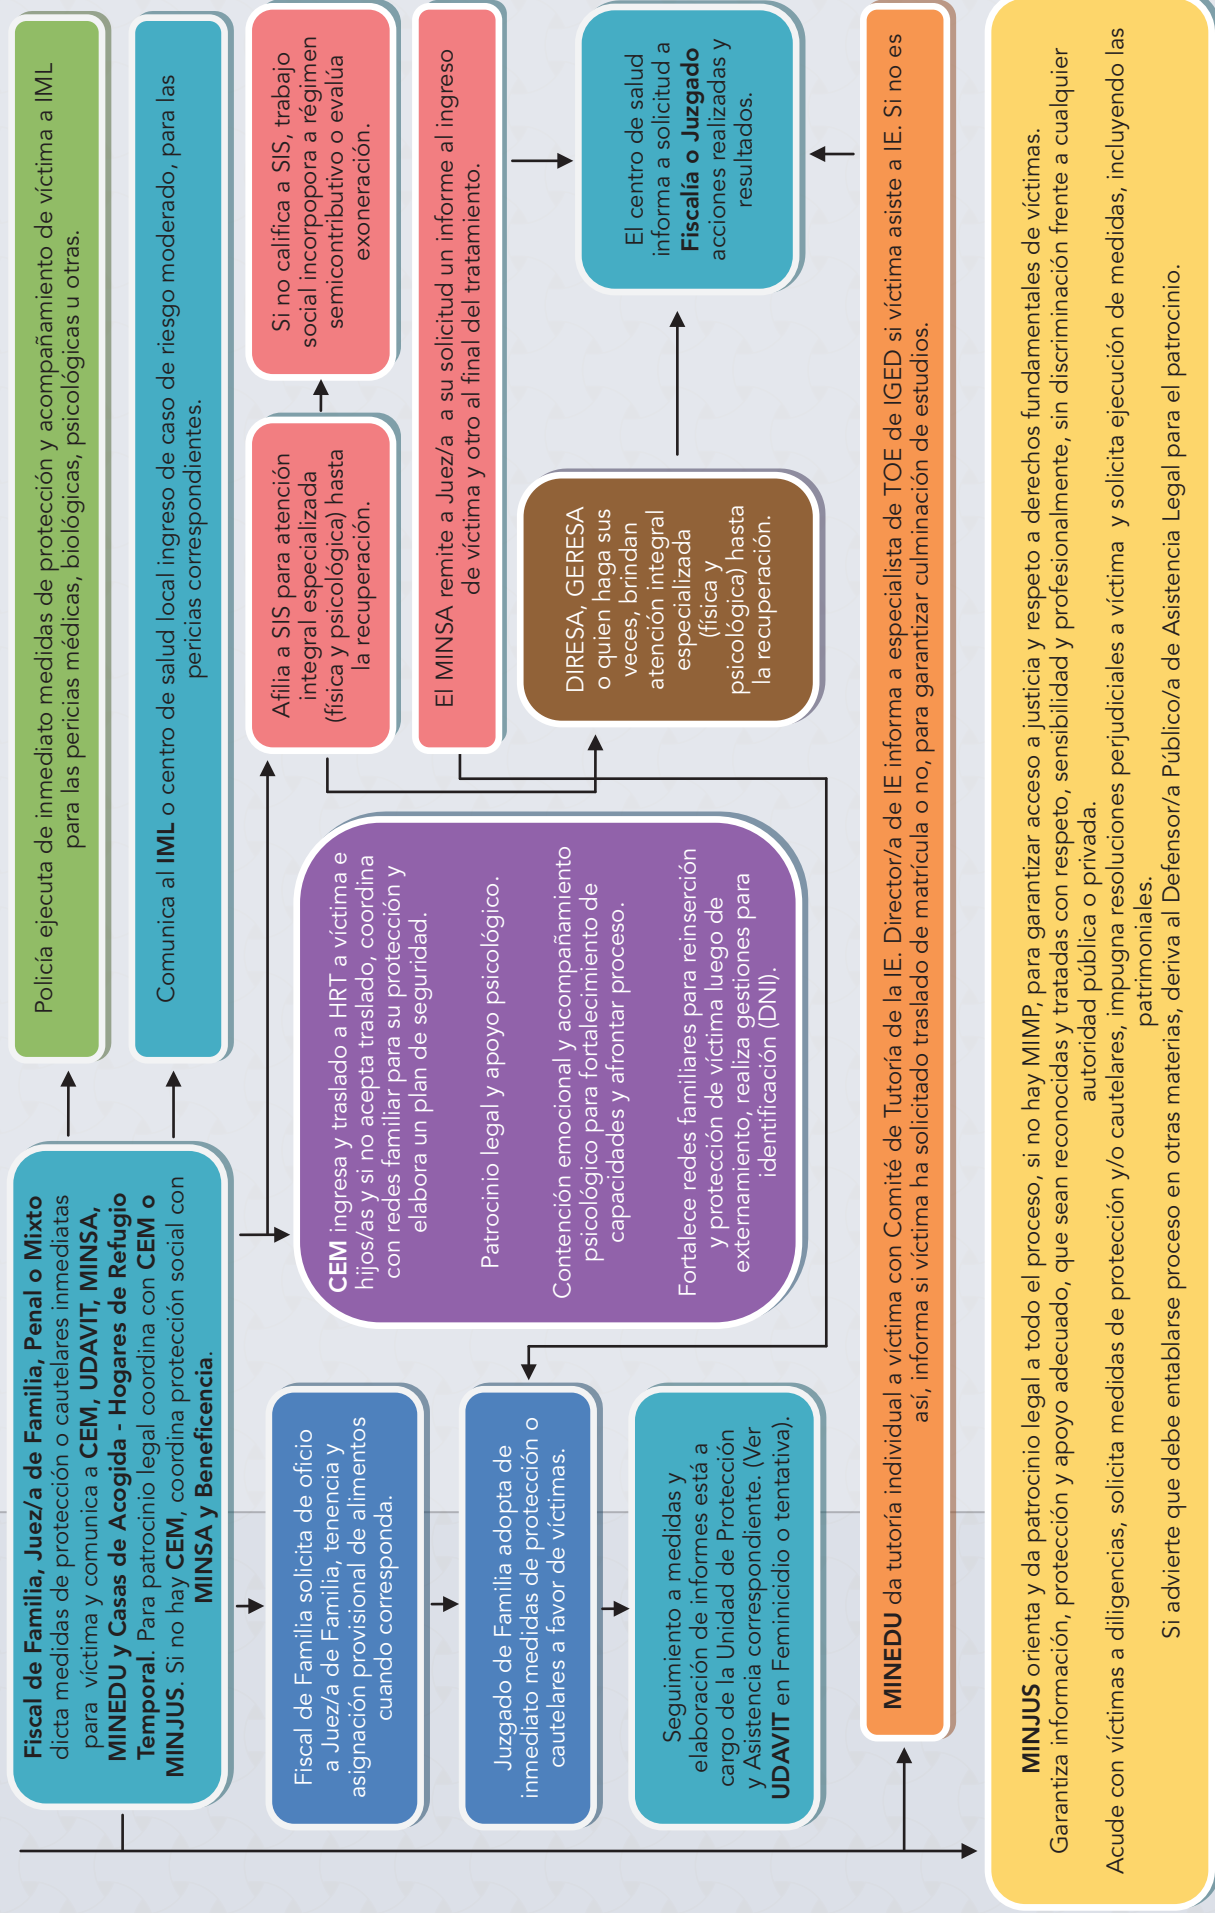 Fiscal de Familia, Juez/a de Familia, Penal o Mixto
dicta medidas de protección o cautelares inmediatas
para víctima y comunica a CEM, UDAVIT, MINSA,
MINEDU y Casas de Acogida - Hogares de Refugio
Temporal. Para patrocinio legal coordina con CEM o
MINJUS. Si no hay CEM, coordina protección social con
MINSA y Beneficencia.
Policía ejecuta de inmediato medidas de protección y acompañamiento de víctima a IML
para las pericias médicas, biológicas, psicológicas u otras.
Comunica al IML o centro de salud local ingreso de caso de riesgo moderado, para las
pericias correspondientes.
Fiscal de Familia solicita de oficio
a Juez/a de Familia, tenencia y
asignación provisional de alimentos
cuando corresponda.
Juzgado de Familia adopta de
inmediato medidas de protección o
cautelares a favor de víctimas.
Seguimiento a medidas y
elaboración de informes está a
cargo de la Unidad de Protección
y Asistencia correspondiente. (Ver
UDAVIT en Feminicidio o tentativa).
CEM ingresa y traslado a HRT a víctima e
hijos/as y si no acepta traslado, coordina
con redes familiar para su protección y
elabora un plan de seguridad.
Patrocinio legal y apoyo psicológico.
Contención emocional y acompañamiento
psicológico para fortalecimiento de
capacidades y afrontar proceso.
Fortalece redes familiares para reinserción
y protección de víctima luego de
externamiento, realiza gestiones para
identificación (DNI).
Afilia a SIS para atención
integral especializada
(física y psicológica) hasta
la recuperación.
Si no califica a SIS, trabajo
social incorpopora a régimen
semicontributivo o evalúa
exoneración.
El MINSA remite a Juez/a a su solicitud un informe al ingreso
de víctima y otro al final del tratamiento.
DIRESA, GERESA
o quien haga sus
veces, brindan
atención integral
especializada
(física y
psicológica) hasta
la recuperación.
El centro de salud
informa a solicitud a
Fiscalía o Juzgado
acciones realizadas y
resultados.
MINEDU da tutoría individual a víctima con Comité de Tutoría de la IE. Director/a de IE informa a especialista de TOE de IGED si víctima asiste a IE. Si no es
así, informa si víctima ha solicitado traslado de matrícula o no, para garantizar culminación de estudios.
MINJUS orienta y da patrocinio legal a todo el proceso, si no hay MIMP, para garantizar acceso a justicia y respeto a derechos fundamentales de víctimas.
Garantiza información, protección y apoyo adecuado, que sean reconocidas y tratadas con respeto, sensibilidad y profesionalmente, sin discriminación frente a cualquier
autoridad pública o privada.
Acude con víctimas a diligencias, solicita medidas de protección y/o cautelares, impugna resoluciones perjudiciales a víctima y solicita ejecución de medidas, incluyendo las
patrimoniales.
Si advierte que debe entablarse proceso en otras materias, deriva al Defensor/a Público/a de Asistencia Legal para el patrocinio.